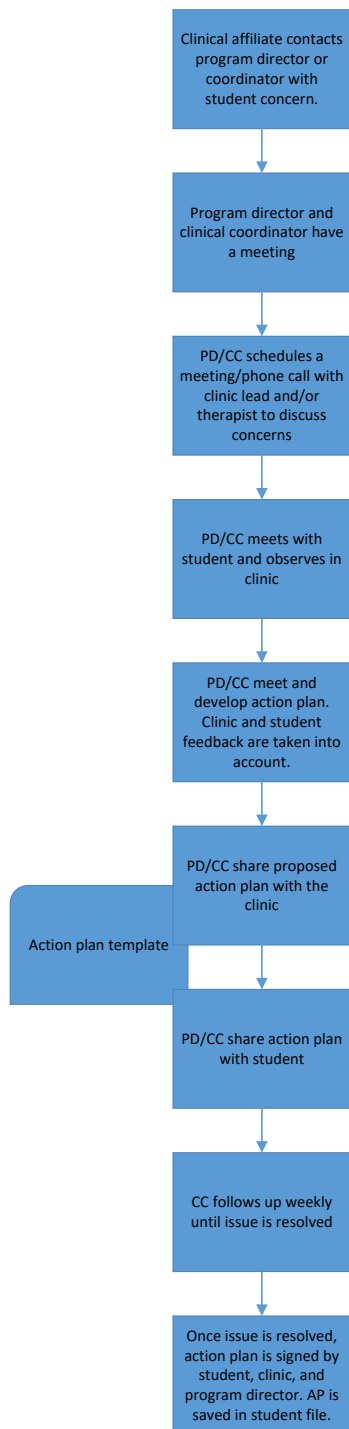 Clinical affiliate contacts
program director or
coordinator with
student concern.
Program director and
clinical coordinator have
a meeting
PD/CC schedules a
meeting/phone call with
clinic lead and/or
therapist to discuss
concerns
PD/CC meets with
student and observes in
clinic
PD/CC meet and
develop action plan.
Clinic and student
feedback are taken into
account.
PD/CC share proposed
action plan with the
clinic
Action plan template
PD/CC share action plan
with student
CC follows up weekly
until issue is resolved
Once issue is resolved,
action plan is signed by
student, clinic, and
program director. AP is
saved in student file.